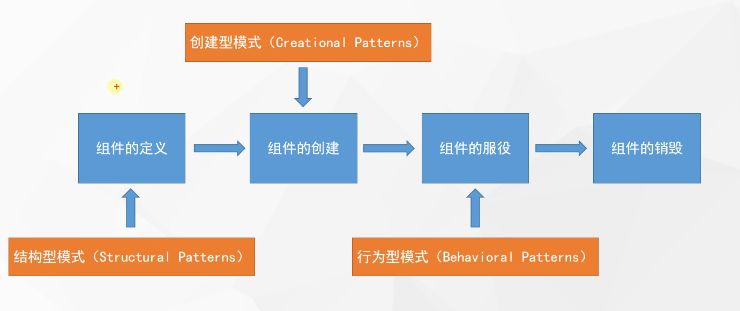 创建型模式（Creational Patterns）
组件的定义
组件的创建
组件的服役
组件的销毁
结构型模式（Structural Patterns）
行为型模式（Behavioral Patterns）